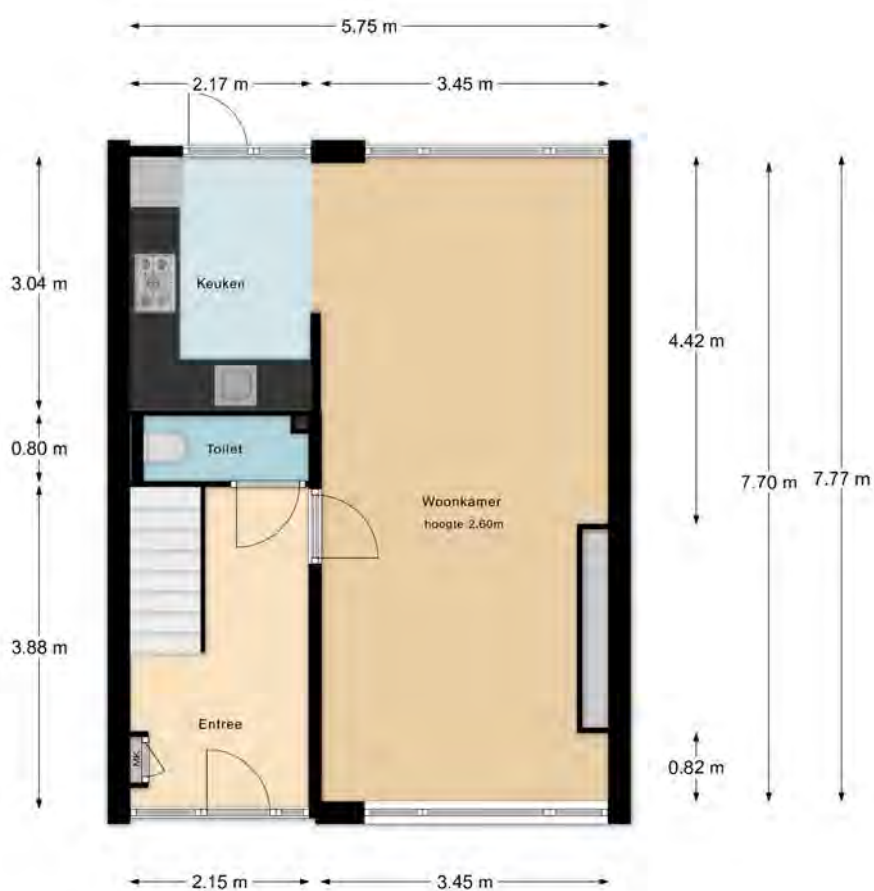 5.75 m
2.17 m
3.45 m
3.04 m
Keuken
4.42 m
0.80 m
Toilet
7.70 m
7.77 m
Woonkamer
hoogte 2.60m
3.88 m
Entree
MK
0.82 m
2.15 m
3.45 m